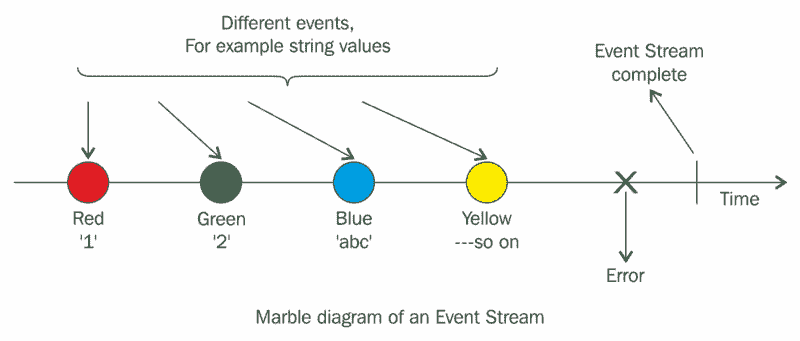 Different events,
For example string values
Event Stream
complete
Red
'1'
Green
'2'
Blue
'abc'
Yellow
---so on
Time
Error
Marble diagram of an Event Stream